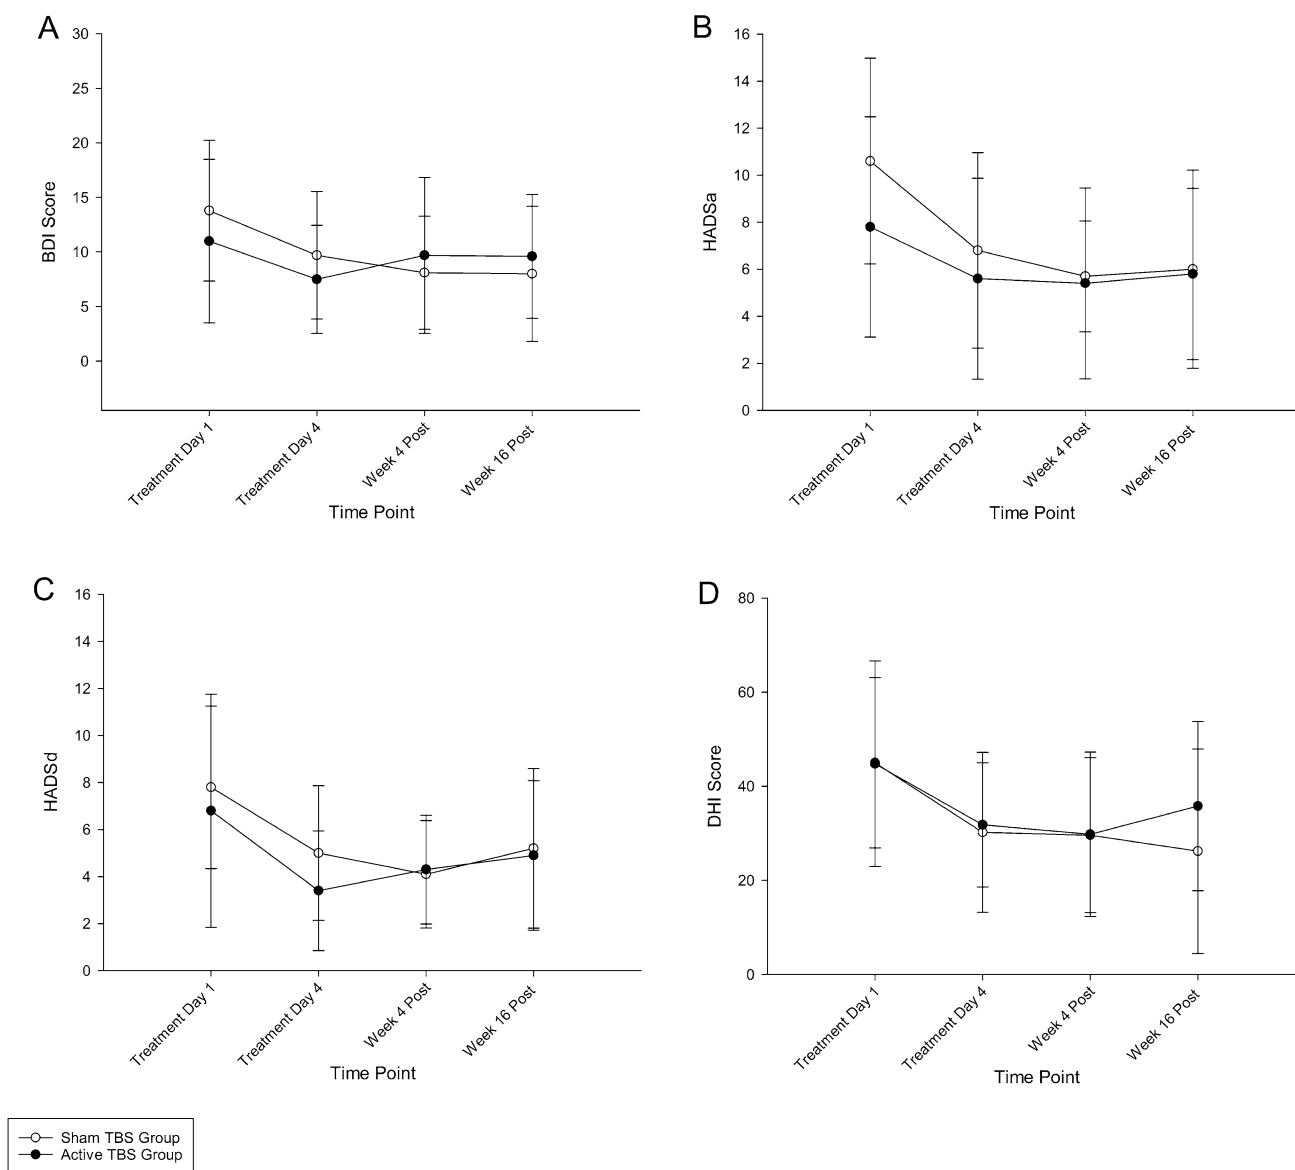 A
30
25
20
15
10
5
0
BDI Score
Treatment Day 1
Treatment Day 4
Week 4 Post
Week 16 Post
Time Point
B
16
14
12
10
8
6
4
2
0
HADSa
Treatment Day 1
Treatment Day 4
Week 4 Post
Week 16 Post
Time Point
C
16
14
12
10
8
6
4
2
0
HADSd
Treatment Day 1
Treatment Day 4
Week 4 Post
Week 16 Post
Time Point
D
80
60
40
20
0
DHI Score
Treatment Day 1
Treatment Day 4
Week 4 Post
Week 16 Post
Time Point
Sham TBS Group
Active TBS Group